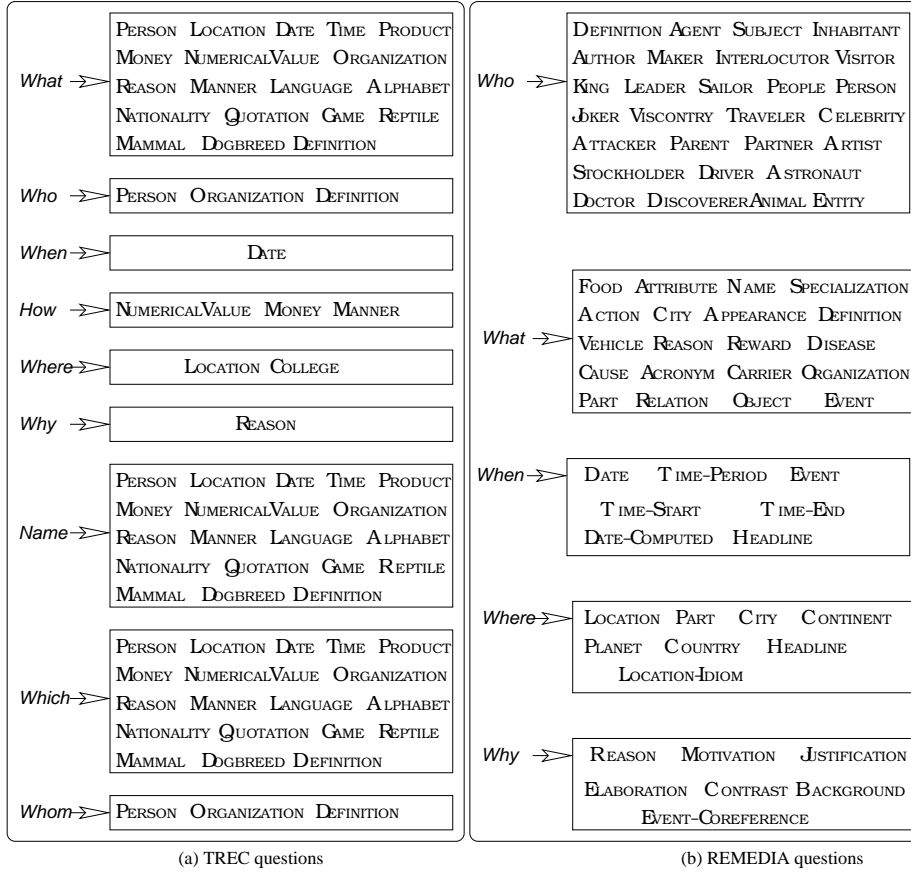 What
PERSON LOCATION DATE TIME PRODUCT
MONEY NUMERICALVALUE ORGANIZATION
REASON MANNER LANGUAGE ALPHABET
NATIONALITY QUOTATION GAME REPTILE
MAMMAL DOGBREED DEFINITION
Who
PERSON ORGANIZATION DEFINITION
When
DATE
How
NUMERICALVALUE MONEY MANNER
Where
LOCATION COLLEGE
Why
REASON
Name
PERSON LOCATION DATE TIME PRODUCT
MONEY NUMERICALVALUE ORGANIZATION
REASON MANNER LANGUAGE ALPHABET
NATIONALITY QUOTATION GAME REPTILE
MAMMAL DOGBREED DEFINITION
Which
PERSON LOCATION DATE TIME PRODUCT
MONEY NUMERICALVALUE ORGANIZATION
REASON MANNER LANGUAGE ALPHABET
NATIONALITY QUOTATION GAME REPTILE
MAMMAL DOGBREED DEFINITION
Whom
PERSON ORGANIZATION DEFINITION
(a) TREC questions
Who
DEFINITION AGENT SUBJECT INHABITANT
AUTHOR MAKER INTERLOCUTOR VISITOR
KING LEADER SAILOR PEOPLE PERSON
JOKER VISCONTRY TRAVELER CELEBRITY
ATTACKER PARENT PARTNER ARTIST
STOCKHOLDER DRIVER ASTRONAUT
DOCTOR DISCOVERER ANIMAL ENTITY
What
FOOD ATTRIBUTE NAME SPECIALIZATION
ACTION CITY APPEARANCE DEFINITION
VEHICLE REASON REWARD DISEASE
CAUSE ACRONYM CARRIER ORGANIZATION
PART RELATION OBJECT EVENT
When
DATE TIME-PERIOD EVENT
TIME-START TIME-END
DATE-COMPUTED HEADLINE
Where
LOCATION PART CITY CONTINENT
PLANET COUNTRY HEADLINE
LOCATION-IDIOM
Why
REASON MOTIVATION JUSTIFICATION
ELABORATION CONTRAST BACKGROUND
EVENT-COREFERENCE
(b) REMEDIA questions